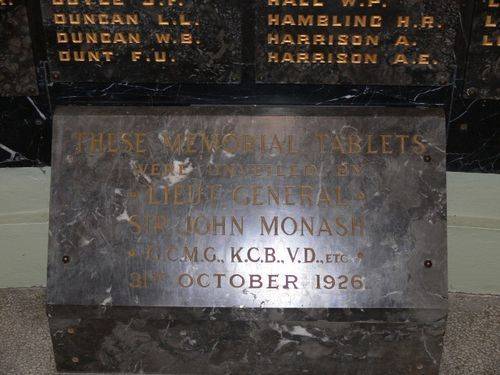 DOYLE J.P.
DUNCAN L.L.
DUNCAN W.B.
DUNT F.U.
HALL W.P.
HAMBLING H.R.
HARRISON A.
HARRISON A.E.
THESE MEMORIAL TABLETS
WERE UNVEILED BY
LIEUT-GENERAL
SIR JOHN MONASH
G.C.M.G., K.C.B., V.D., ETC.
31ST OCTOBER 1926.